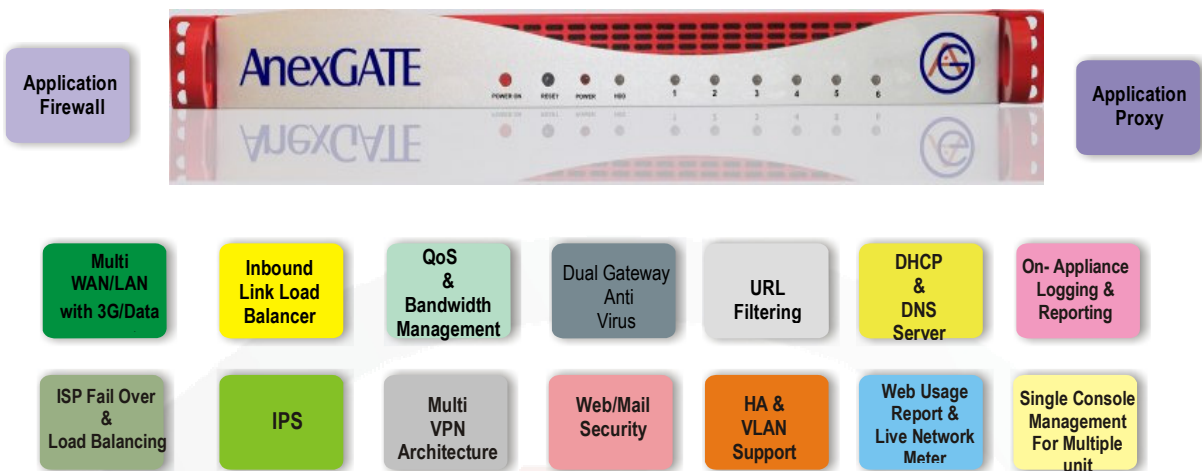 Application
Firewall
AnexGATE
POWER ON RESET POWER HDD 1 2 3 4 5 6
AG
Application
Proxy
Multi
WAN/LAN
with 3G/Data
Inbound
Link Load
Balancer
QoS
&
Bandwidth
Management
Dual Gateway
Anti
Virus
URL
Filtering
DHCP
&
DNS
Server
On- Appliance
Logging &
Reporting
ISP Fail Over
&
Load Balancing
IPS
Multi
VPN
Architecture
Web/Mail
Security
HA &
VLAN
Support
Web Usage
Report &
Live Network
Meter
Single Console
Management
For Multiple
unit